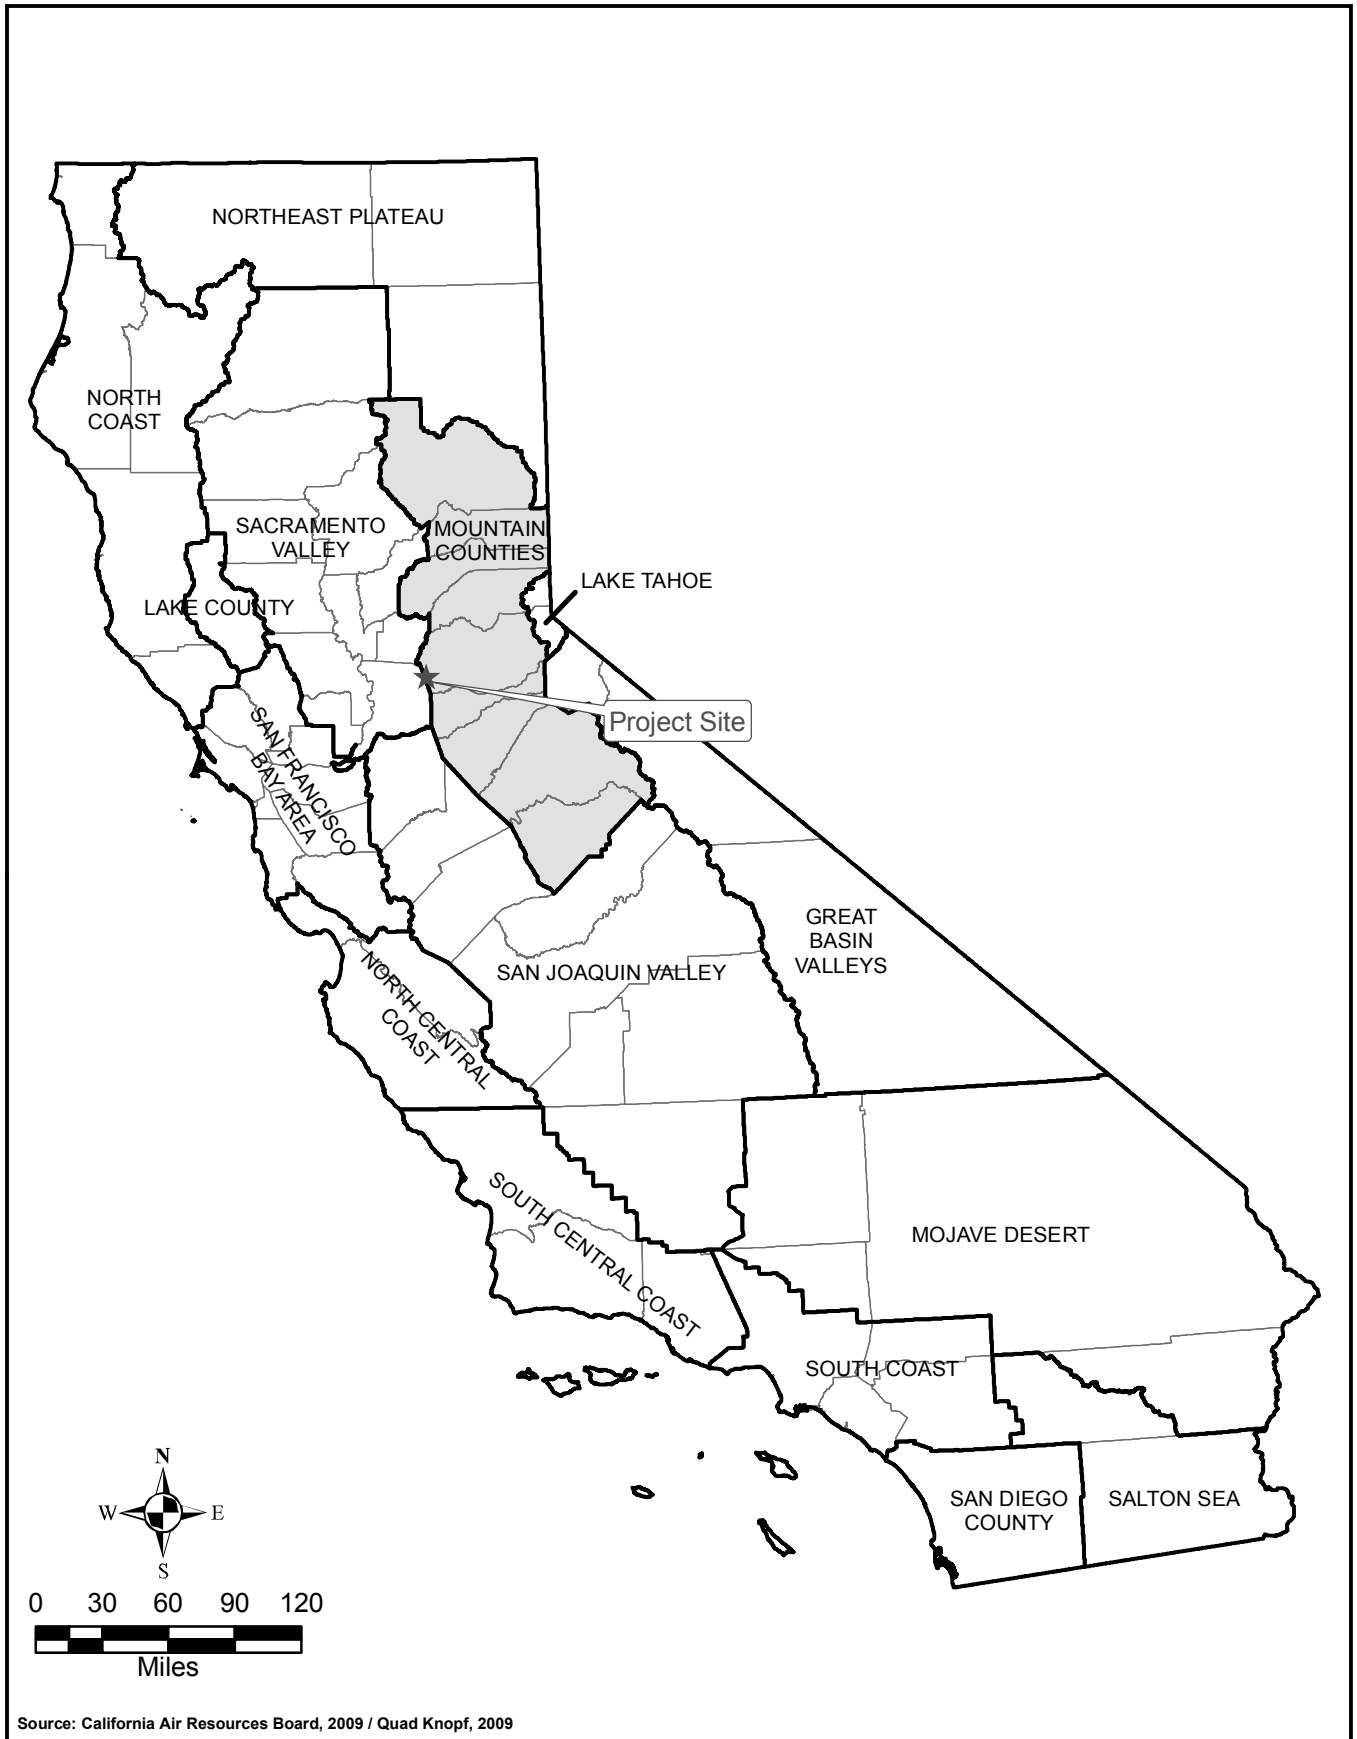 NORTHEAST PLATEAU
NORTH
COAST
SACRAMENTO
VALLEY
MOUNTAIN
COUNTIES
LAKE TAHOE
LAKE COUNTY
Project Site
SAN FRANCISCO
BAY AREA
GREAT
BASIN
VALLEYS
SAN JOAQUIN VALLEY
NORTH CENTRAL
COAST
SOUTH CENTRAL COAST
MOJAVE DESERT
SOUTH COAST
SAN DIEGO
COUNTY
SALTON SEA
N
W E
S
0 30 60 90 120
Miles
Source: California Air Resources Board, 2009 / Quad Knopf, 2009